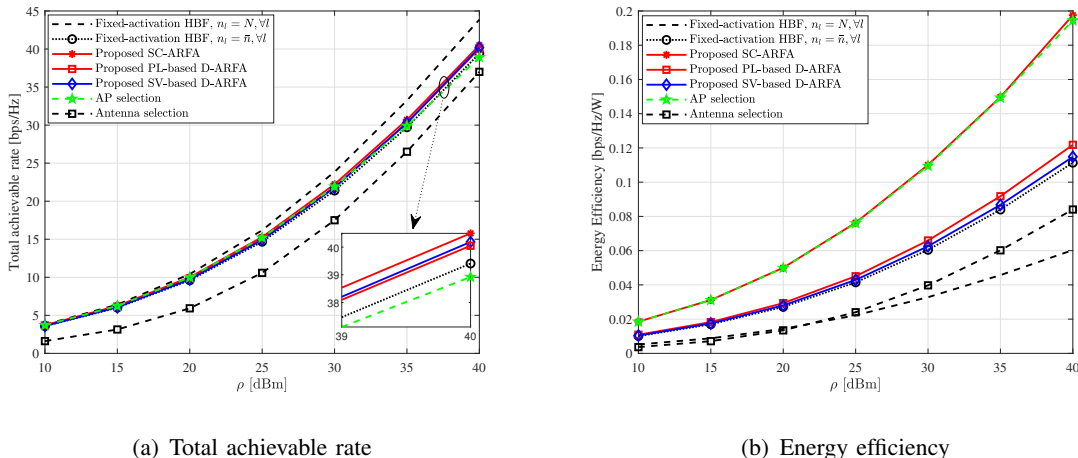 Fixed-activation HBF, n_l = N, ∀l
Fixed-activation HBF, n_l = n̄, ∀l
Proposed SC-ARFA
Proposed PL-based D-ARFA
Proposed SV-based D-ARFA
AP selection
Antenna selection
Total achievable rate [bps/Hz]
45
40
35
30
25
20
15
10
5
0
40
39
38
39
40
10
15
20
25
30
35
40
ρ [dBm]
(a) Total achievable rate
Fixed-activation HBF, n_l = N, ∀l
Fixed-activation HBF, n_l = n̄, ∀l
Proposed SC-ARFA
Proposed PL-based D-ARFA
Proposed SV-based D-ARFA
AP selection
Antenna selection
Energy Efficiency [bps/Hz/W]
0.2
0.18
0.16
0.14
0.12
0.1
0.08
0.06
0.04
0.02
0
10
15
20
25
30
35
40
ρ [dBm]
(b) Energy efficiency